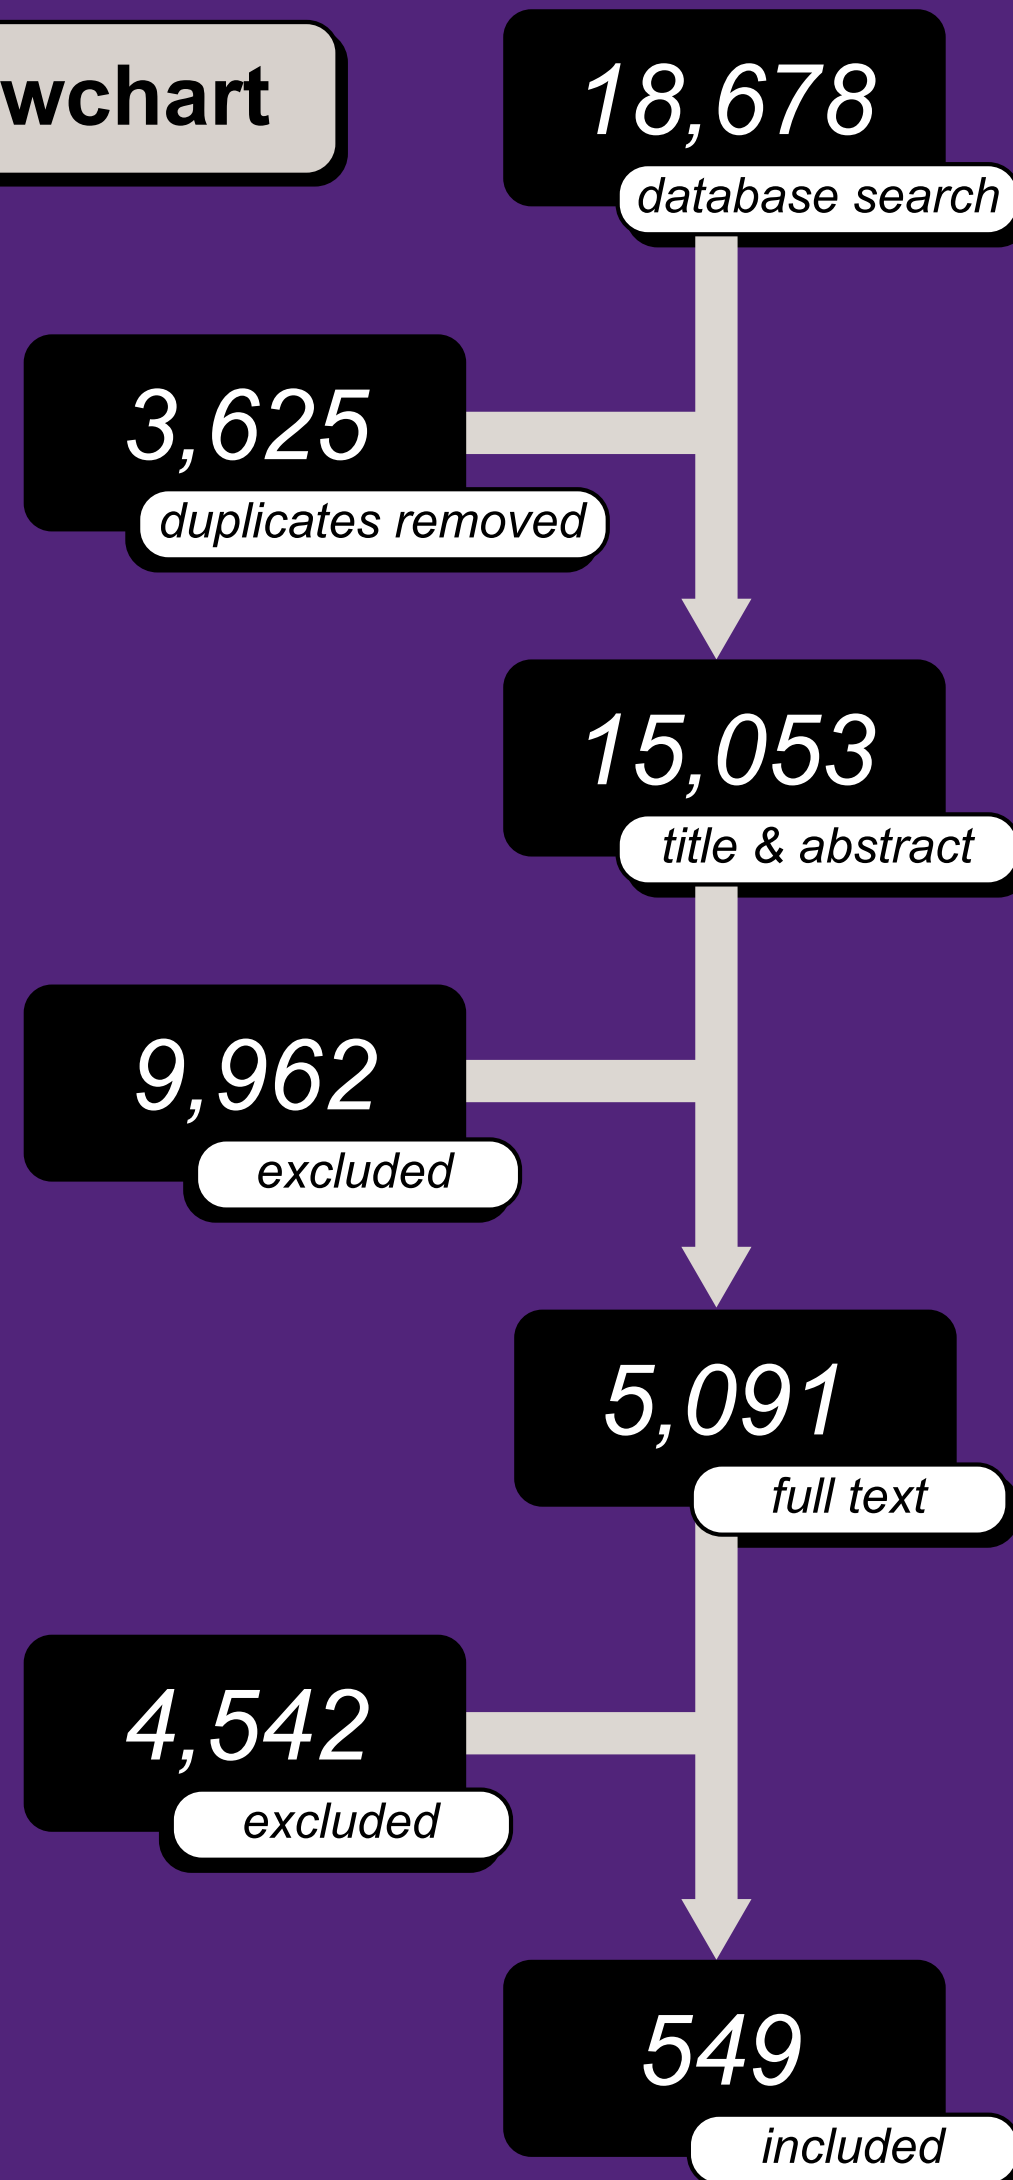 wchart
18,678
database search
3,625
duplicates removed
15,053
title & abstract
9,962
excluded
5,091
full text
4,542
excluded
549
included